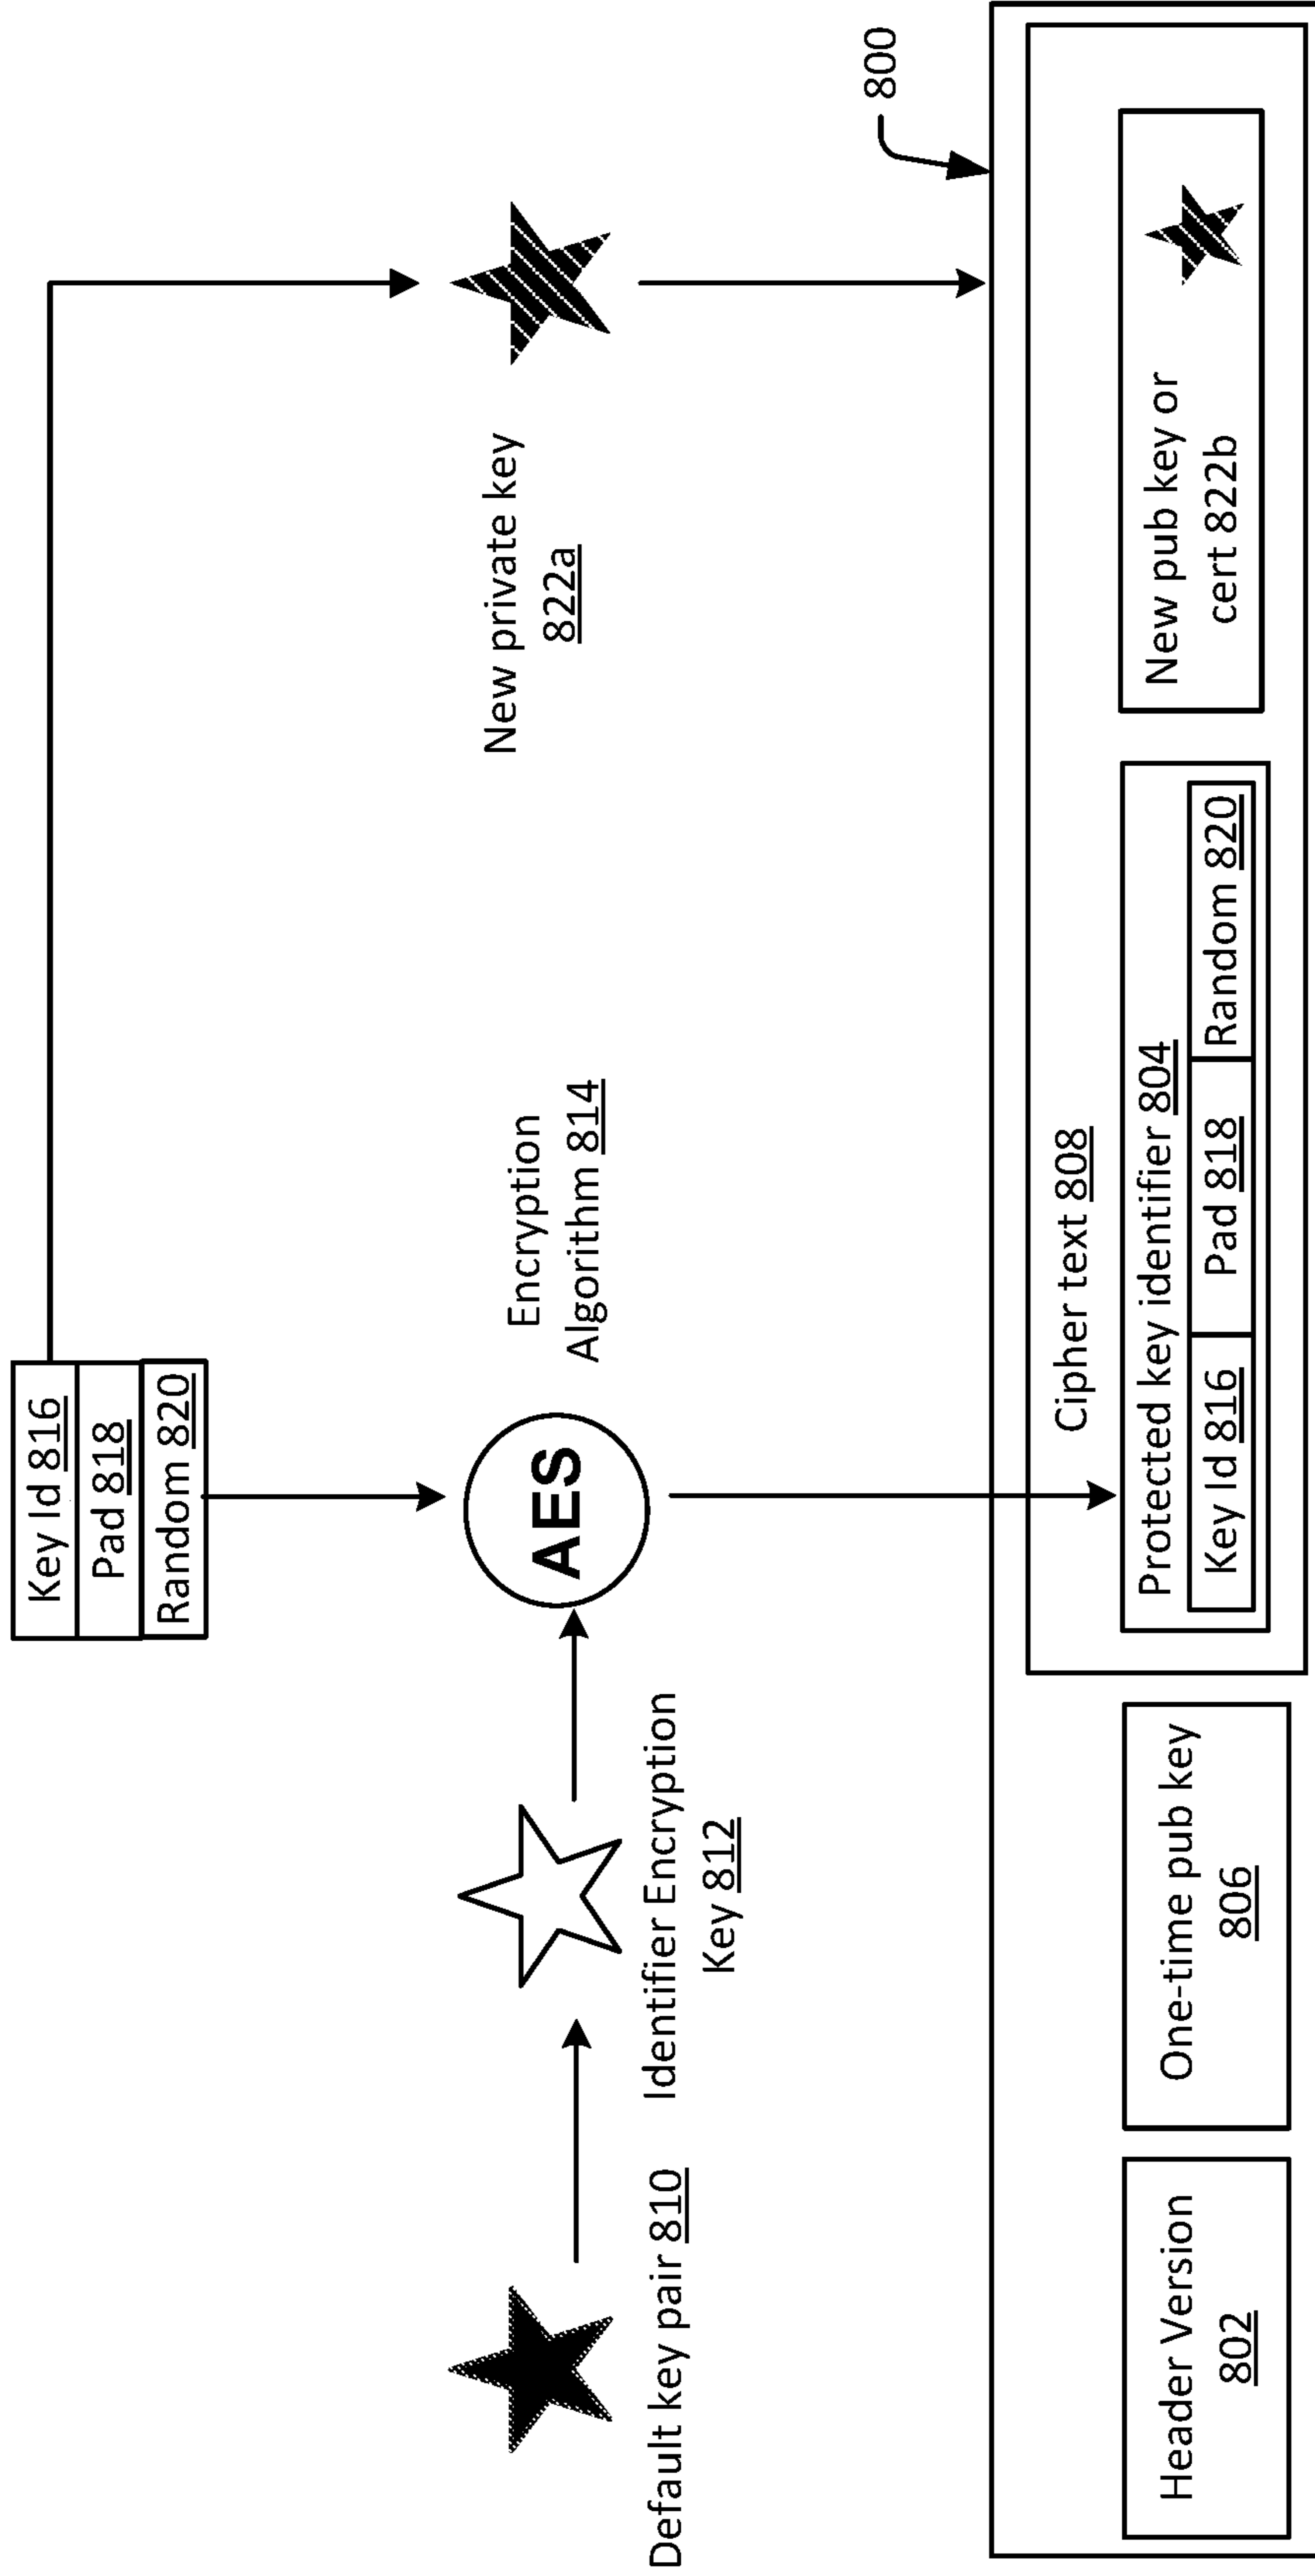 Key Id 816
Pad 818
Random 820
AES
Encryption
Algorithm 814
New private key
822a
Default key pair 810
Identifier Encryption
Key 812
800
Header Version
802
One-time pub key
806
Cipher text 808
Protected key identifier 804
Key Id 816
Pad 818
Random 820
New pub key or
cert 822b